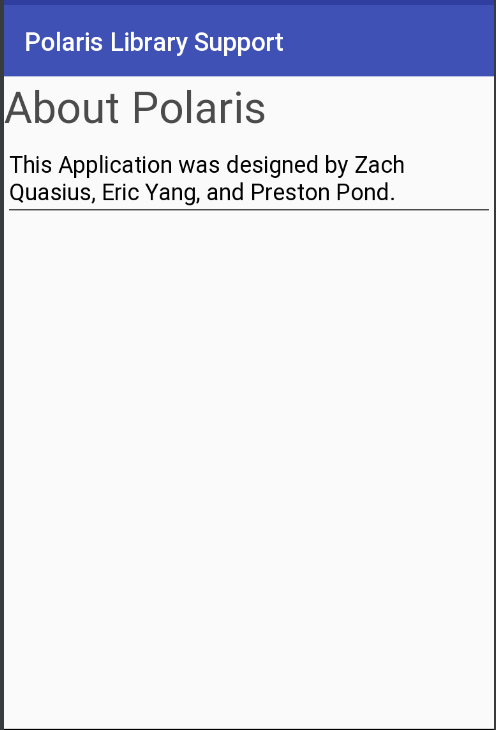 Polaris Library Support
About Polaris
This Application was designed by Zach
Quasius, Eric Yang, and Preston Pond.